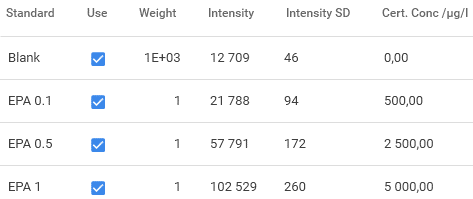 Standard Use Weight Intensity Intensity SD Cert. Conc /µg/l
Blank 1E+03 12 709 46 0,00
EPA 0.1 1 21 788 94 500,00
EPA 0.5 1 57 791 172 2 500,00
EPA 1 1 102 529 260 5 000,00